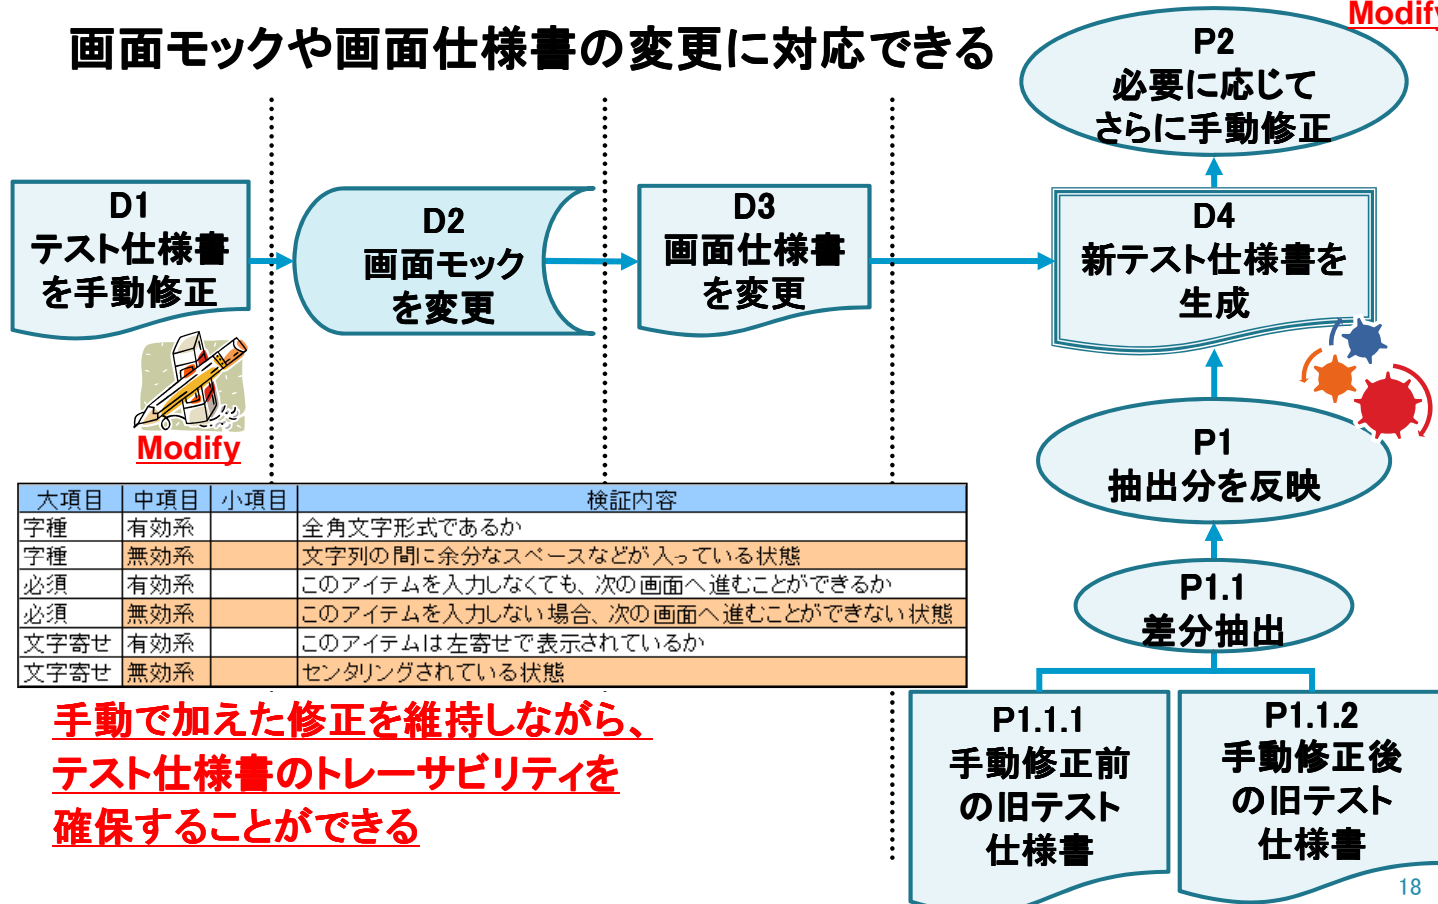 画面モックや画面仕様書の変更に対応できる
Modify
P2
必要に応じて
さらに手動修正
D1
テスト仕様書
を手動修正
D2
画面モック
を変更
D3
画面仕様書
を変更
D4
新テスト仕様書を
生成
Modify
P1
抽出分を反映
大項目 中項目 小項目 検証内容
字種 有効系 全角文字形式であるか
字種 無効系 文字列の間に余分なスペースなどが入っている状態
必須 有効系 このアイテムを入力しなくても、次の画面へ進むことができるか
必須 無効系 このアイテムを入力しない場合、次の画面へ進むことができない状態
文字寄せ 有効系 このアイテムは左寄せで表示されているか
文字寄せ 無効系 センタリングされている状態
P1.1
差分抽出
手動で加えた修正を維持しながら、
テスト仕様書のトレーサビリティを
確保することができる
P1.1.1
手動修正前
の旧テスト
仕様書
P1.1.2
手動修正後
の旧テスト
仕様書
18